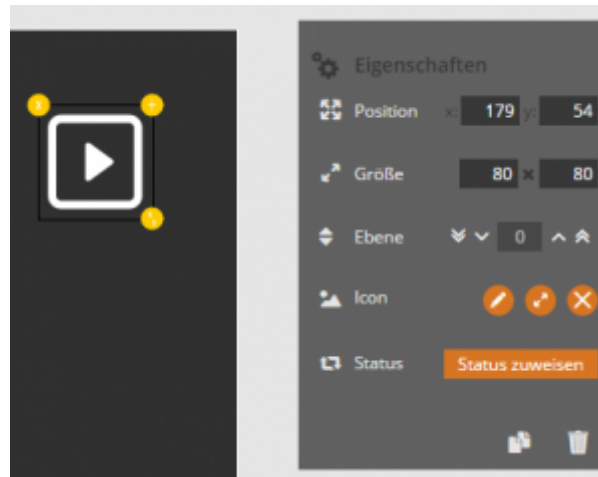 Eigenschaften
Position x: 179 y: 54
Größe 80 × 80
Ebene 0
Icon
Status Status zuweisen